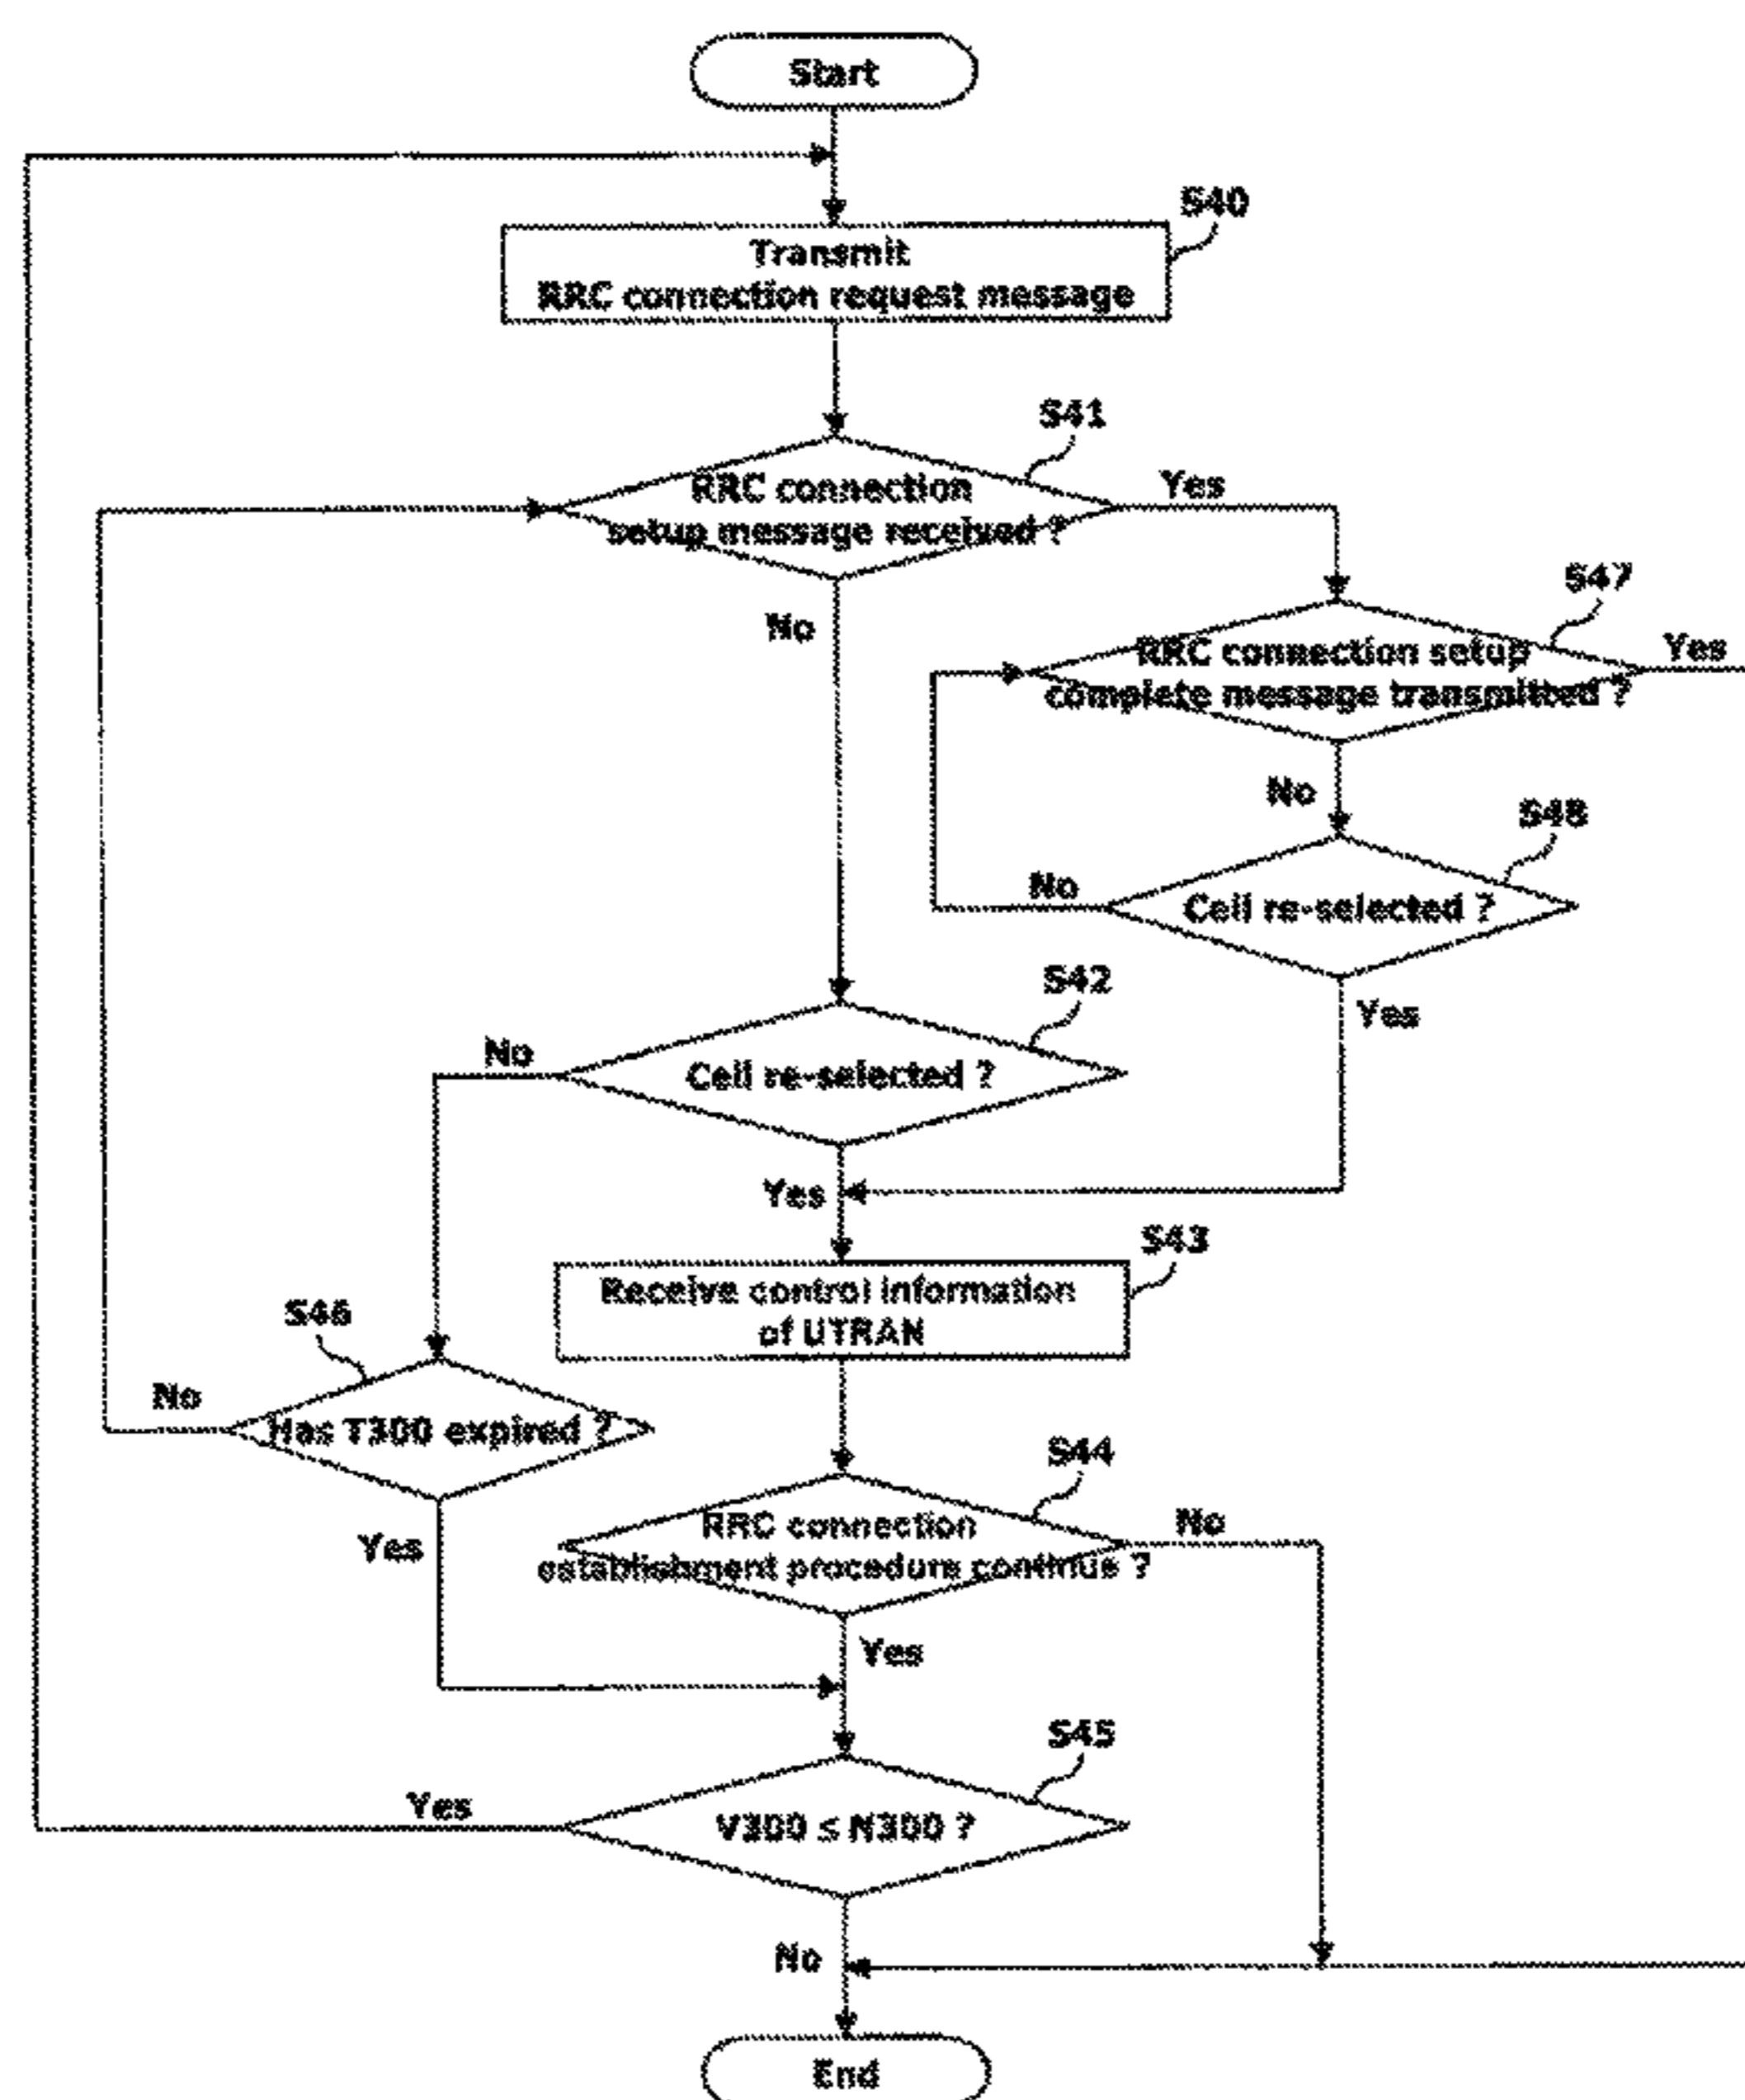 Start
S40
Transmit
RRC connection request message
S41
RRC connection
setup message received ?
Yes
No
S47
RRC connection setup
complete message transmitted ?
Yes
No
S48
Cell re-selected ?
No
Yes
S42
Cell re-selected ?
No
Yes
S43
Receive control information
of UTRAN
S46
Has T300 expired ?
No
Yes
S44
RRC connection
establishment procedure continue ?
No
Yes
S45
V300 ≤ N300 ?
Yes
No
End